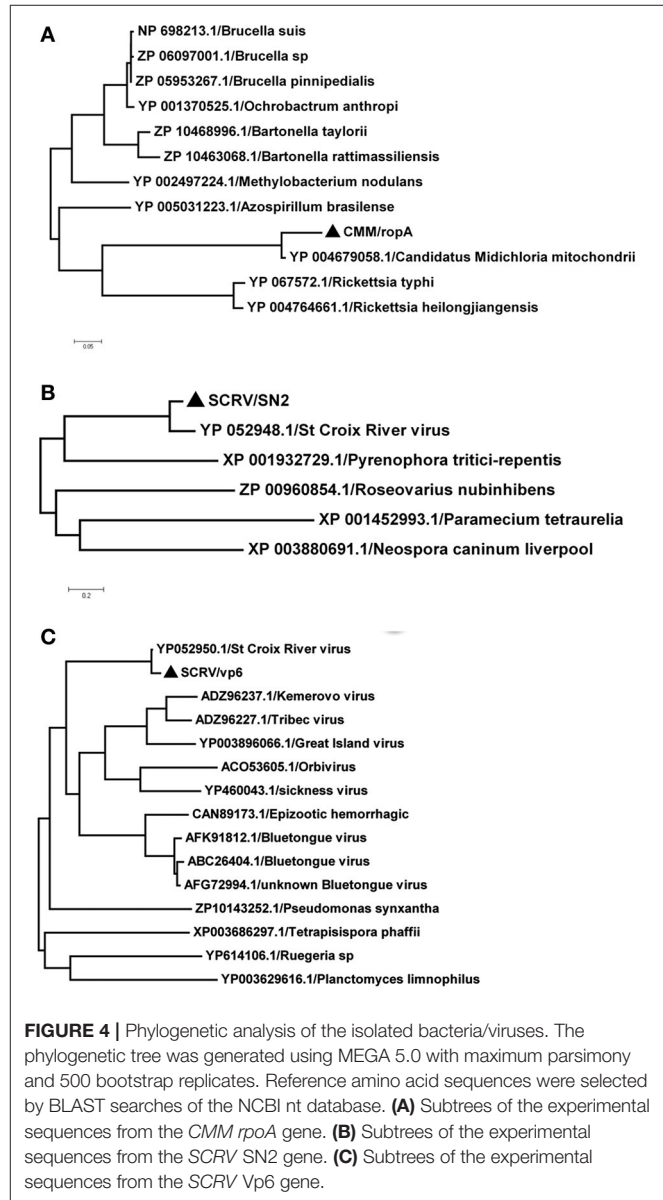 A
NP 698213.1/Brucella suis
ZP 06097001.1/Brucella sp
ZP 05953267.1/Brucella pinnipedialis
YP 001370525.1/Ochrobactrum anthropi
ZP 10468996.1/Bartonella taylorii
ZP 10463068.1/Bartonella rattimassiliensis
YP 002497224.1/Methylobacterium nodulans
YP 005031223.1/Azospirillum brasilense
CMM/ropA
YP 004679058.1/Candidatus Midichloria mitochondrii
YP 067572.1/Rickettsia typhi
YP 004764661.1/Rickettsia heilongjiangensis
0.05
B
SCRV/SN2
YP 052948.1/St Croix River virus
XP 001932729.1/Pyrenophora tritici-repentis
ZP 00960854.1/Roseovarius nubinhibens
XP 001452993.1/Paramecium tetraurelia
XP 003880691.1/Neospora caninum liverpool
0.2
C
YP052950.1/St Croix River virus
SCRV/vp6
ADZ96237.1/Kemerovo virus
ADZ96227.1/Tribec virus
YP003896066.1/Great Island virus
ACO53605.1/Orbivirus
YP460043.1/sickness virus
CAN89173.1/Epizootic hemorrhagic
AFK91812.1/Bluetongue virus
ABC26404.1/Bluetongue virus
AFG72994.1/unknown Bluetongue virus
ZP10143252.1/Pseudomonas synxantha
XP003686297.1/Tetrapisispora phaffii
YP614106.1/Ruegeria sp
YP003629616.1/Planctomyces limnophilus
FIGURE 4 | Phylogenetic analysis of the isolated bacteria/viruses. The
phylogenetic tree was generated using MEGA 5.0 with maximum parsimony
and 500 bootstrap replicates. Reference amino acid sequences were selected
by BLAST searches of the NCBI nt database. (A) Subtrees of the experimental
sequences from the CMM rpoA gene. (B) Subtrees of the experimental
sequences from the SCRV SN2 gene. (C) Subtrees of the experimental
sequences from the SCRV Vp6 gene.